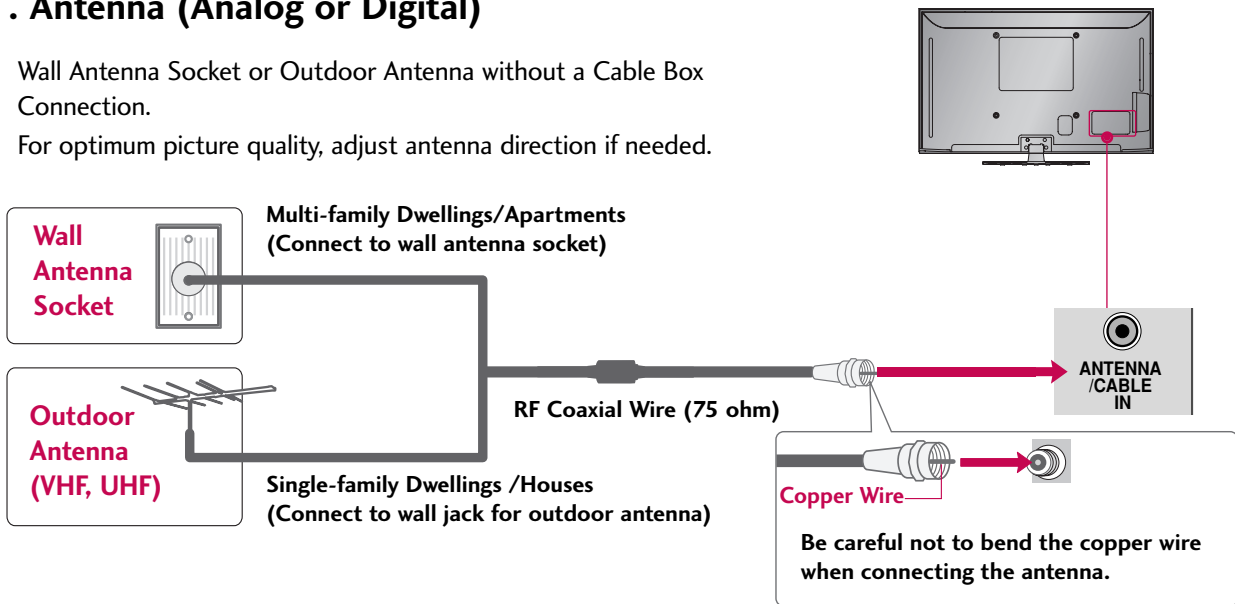 . Antenna (Analog or Digital)
Wall Antenna Socket or Outdoor Antenna without a Cable Box
Connection.
For optimum picture quality, adjust antenna direction if needed.
Wall
Antenna
Socket
Multi-family Dwellings/Apartments
(Connect to wall antenna socket)
ANTENNA
/CABLE
IN
RF Coaxial Wire (75 ohm)
Outdoor
Antenna
(VHF, UHF)
Single-family Dwellings /Houses
(Connect to wall jack for outdoor antenna)
Copper Wire
Be careful not to bend the copper wire
when connecting the antenna.